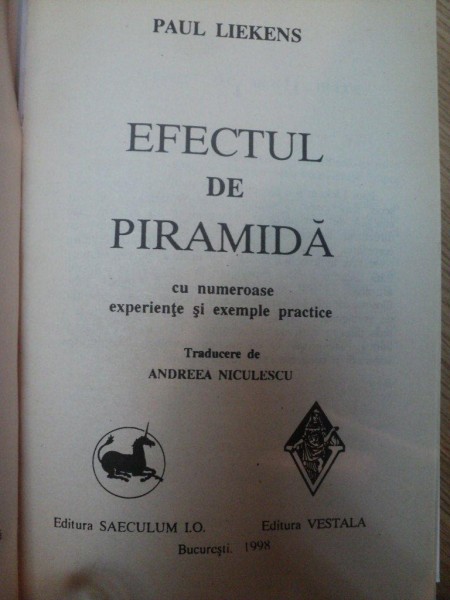 PAUL LIEKENS
EFECTUL
DE
PIRAMIDĂ
cu numeroase
experienţe şi exemple practice
Traducere de
ANDREEA NICULESCU
Editura SAECULUM I.O. Editura VESTALA
Bucureşti. 1998